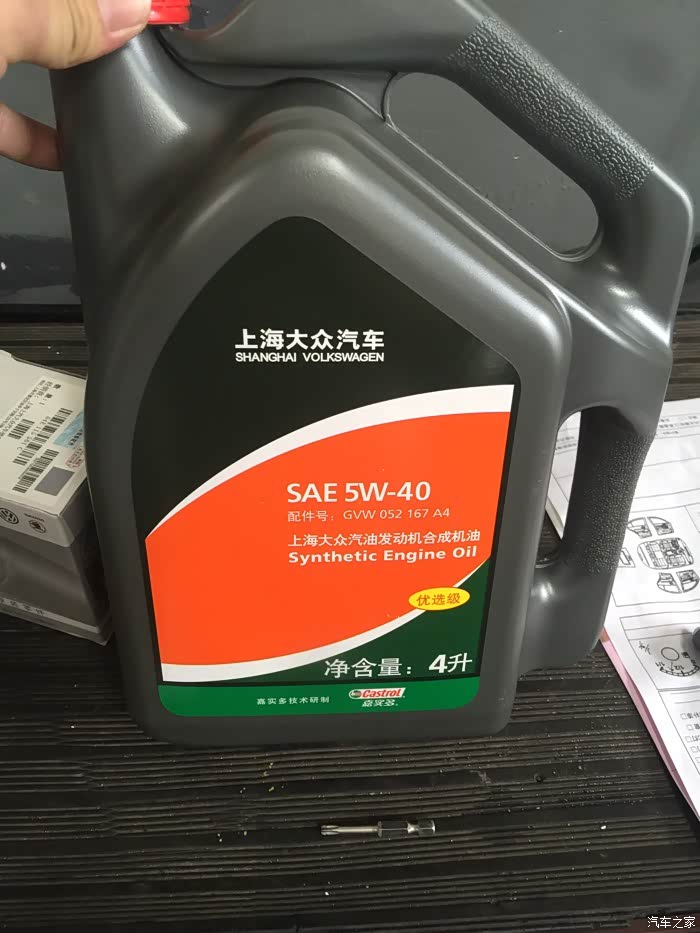 上海大众汽车
SHANGHAI VOLKSWAGEN
SAE 5W-40
配件号：GVW 052 167 A4
上海大众汽油发动机合成机油
Synthetic Engine Oil
优选级
净含量：4升
嘉实多技术研制
Castrol
嘉实多
汽车之家